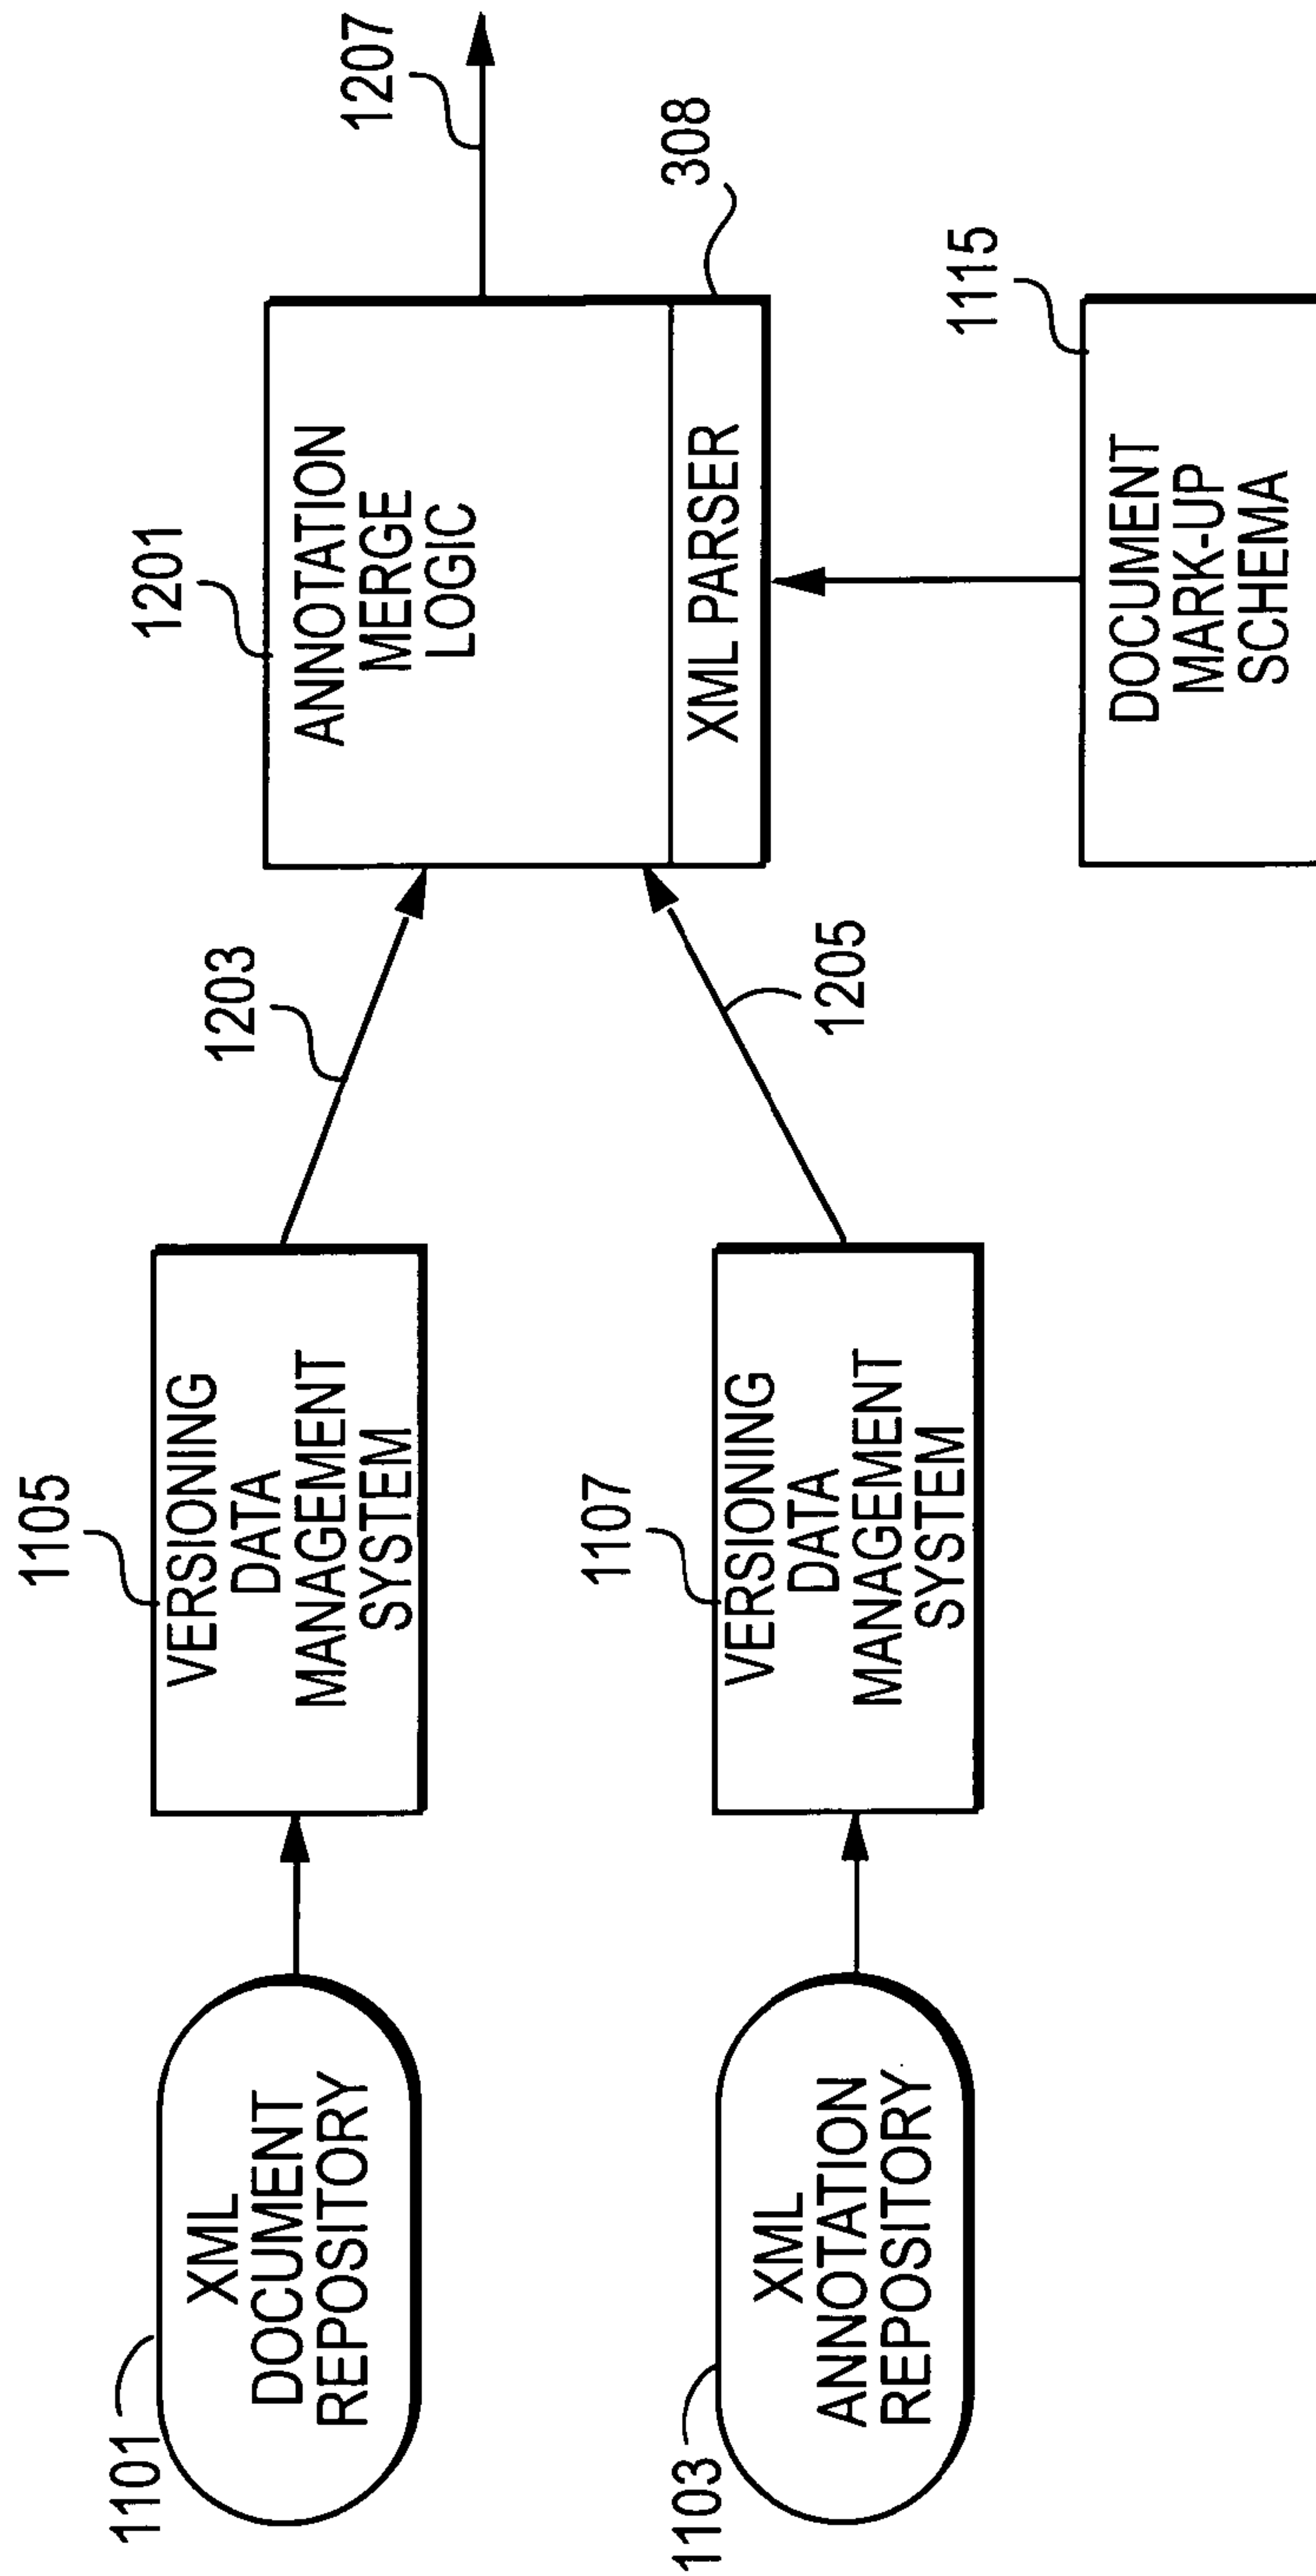 1101
XML
DOCUMENT
REPOSITORY
1105
VERSIONING
DATA
MANAGEMENT
SYSTEM
1203
1201
ANNOTATION
MERGE
LOGIC
XML PARSER
308
1207
1103
XML
ANNOTATION
REPOSITORY
1107
VERSIONING
DATA
MANAGEMENT
SYSTEM
1205
1115
DOCUMENT
MARK-UP
SCHEMA